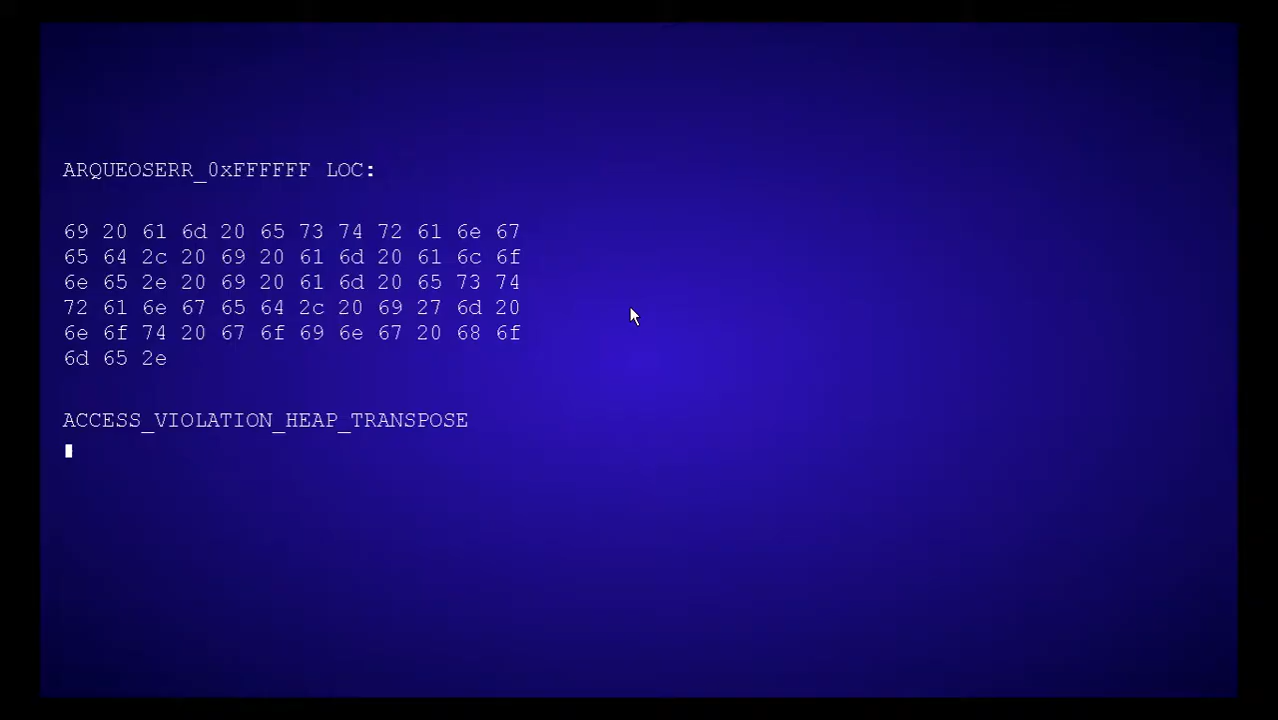 ARQUEOSERR_0xFFFFFF LOC:
69 20 61 6d 20 65 73 74 72 61 6e 67
65 64 2c 20 69 20 61 6d 20 61 6c 6f
6e 65 2e 20 69 20 61 6d 20 65 73 74
72 61 6e 67 65 64 2c 20 69 27 6d 20
6e 6f 74 20 67 6f 69 6e 67 20 68 6f
6d 65 2e
ACCESS_VIOLATION_HEAP_TRANSPOSE